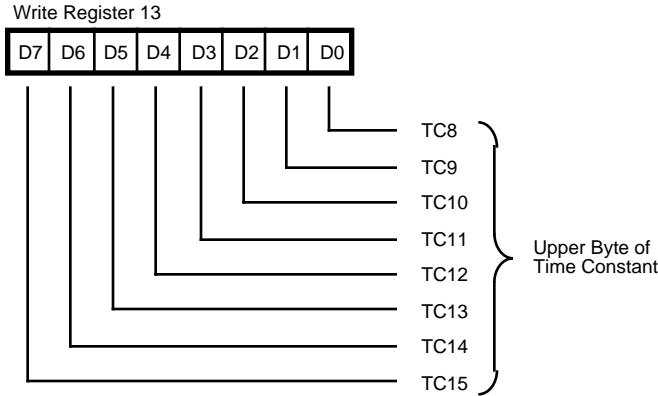 Write Register 13
D7 D6 D5 D4 D3 D2 D1 D0
TC8
TC9
TC10
TC11
TC12
TC13
TC14
TC15
Upper Byte of
Time Constant